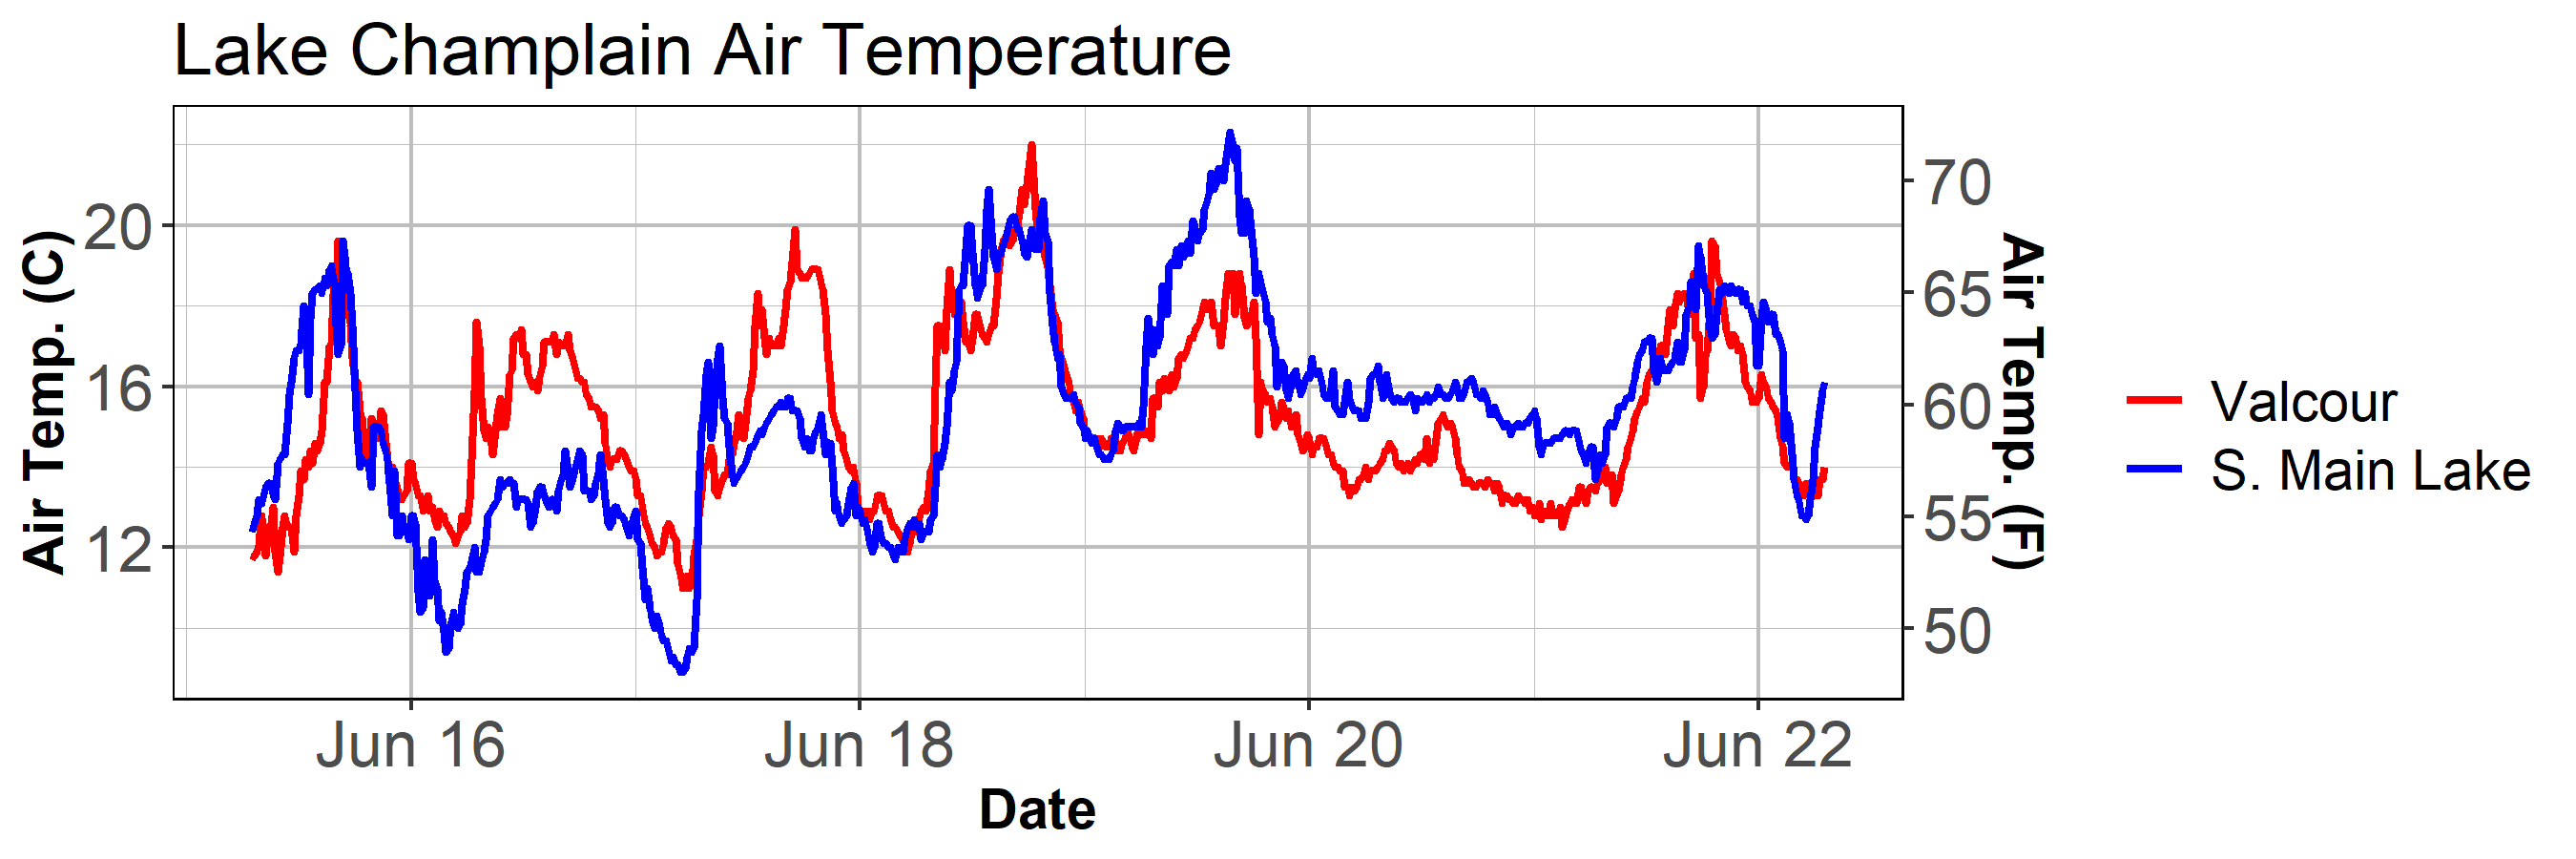 Lake Champlain Air Temperature
Air Temp. (C)
20
16
12
70
65
60
55
50
Air Temp. (F)
Jun 16
Jun 18
Jun 20
Jun 22
Date
Valcour
S. Main Lake